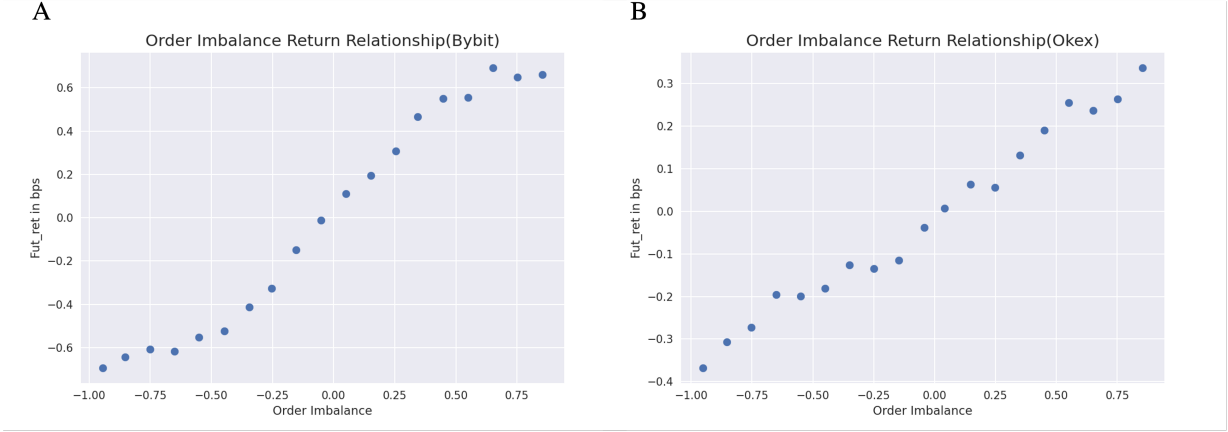 A
Order Imbalance Return Relationship(Bybit)
Fut_ret in bps
0.6
0.4
0.2
0.0
−0.2
−0.4
−0.6
−1.00 −0.75 −0.50 −0.25 0.00 0.25 0.50 0.75
Order Imbalance
B
Order Imbalance Return Relationship(Okex)
Fut_ret in bps
0.3
0.2
0.1
0.0
−0.1
−0.2
−0.3
−0.4
−1.00 −0.75 −0.50 −0.25 0.00 0.25 0.50 0.75
Order Imbalance